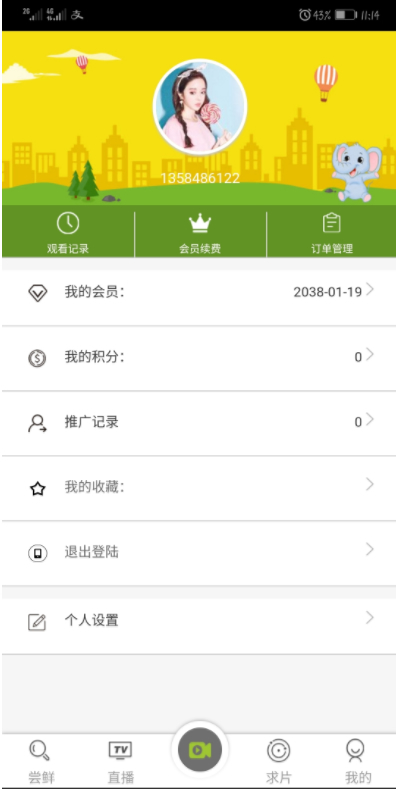 2G 4G 支 43% 11:14
1358486122
观看记录 会员续费 订单管理
我的会员： 2038-01-19
我的积分： 0
推广记录 0
我的收藏：
退出登陆
个人设置
TV
尝鲜 直播 求片 我的